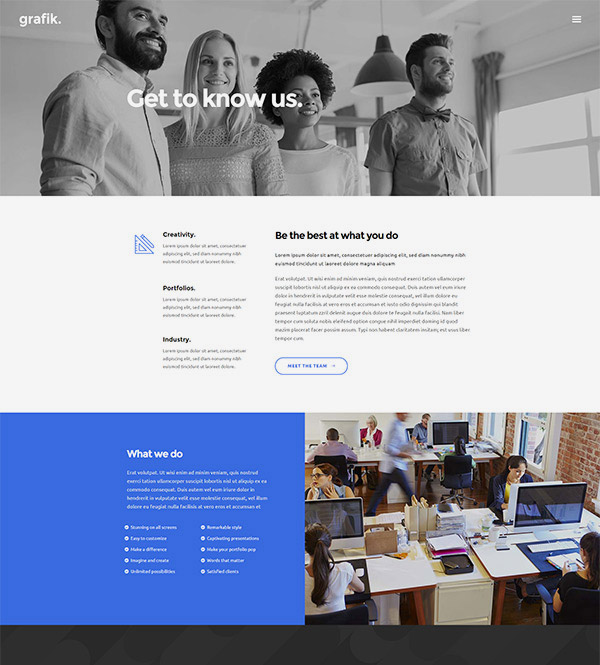 grafik.
Get to know us.
Creativity.
Lorem ipsum dolor sit amet, consectetuer
adipiscing elit, sed diam nonummy nibh
euismod tincidunt ut laoreet dolore.
Portfolios.
Lorem ipsum dolor sit amet, consectetuer
adipiscing elit, sed diam nonummy nibh
euismod tincidunt ut laoreet dolore.
Industry.
Lorem ipsum dolor sit amet, consectetuer
adipiscing elit, sed diam nonummy nibh
euismod tincidunt ut laoreet dolore.
Be the best at what you do
Lorem ipsum dolor sit amet, consectetuer adipiscing elit, sed diam nonummy nibh
euismod tincidunt ut laoreet dolore magna aliquam
Erat volutpat. Ut wisi enim ad minim veniam, quis nostrud exerci tation
ullamcorper suscipit lobortis nisl ut aliquip ex ea commodo consequat.
Duis autem vel eum iriure dolor in hendrerit in vulputate velit esse
molestie consequat, vel illum dolore eu feugiat nulla facilisis at vero
eros et accumsan et iusto odio dignissim qui blandit
praesent luptatum zzril delenit augue duis dolore te feugait nulla. Nam liber
tempor cum soluta nobis eleifend option congue nihil imperdiet doming id quod
mazim placerat facer possim assum. Typi non habent claritatem insitam. Nam liber
tempor cum.
MEET THE TEAM
What we do
Erat volutpat. Ut wisi enim ad minim veniam, quis nostrud
exerci tation ullamcorper suscipit lobortis nisl ut aliquip ex ea
commodo consequat. Duis autem vel eum iriure dolor in
hendrerit in vulputate velit esse molestie consequat, vel illum
dolore eu feugiat nulla facilisis at vero eros et accumsan et
Stunning on all screens
Easy to customize
Make a difference
Imagine and create
Unlimited possibilities
Remarkable style
Captivating presentations
Make your portfolio pop
Words that matter
Satisfied clients